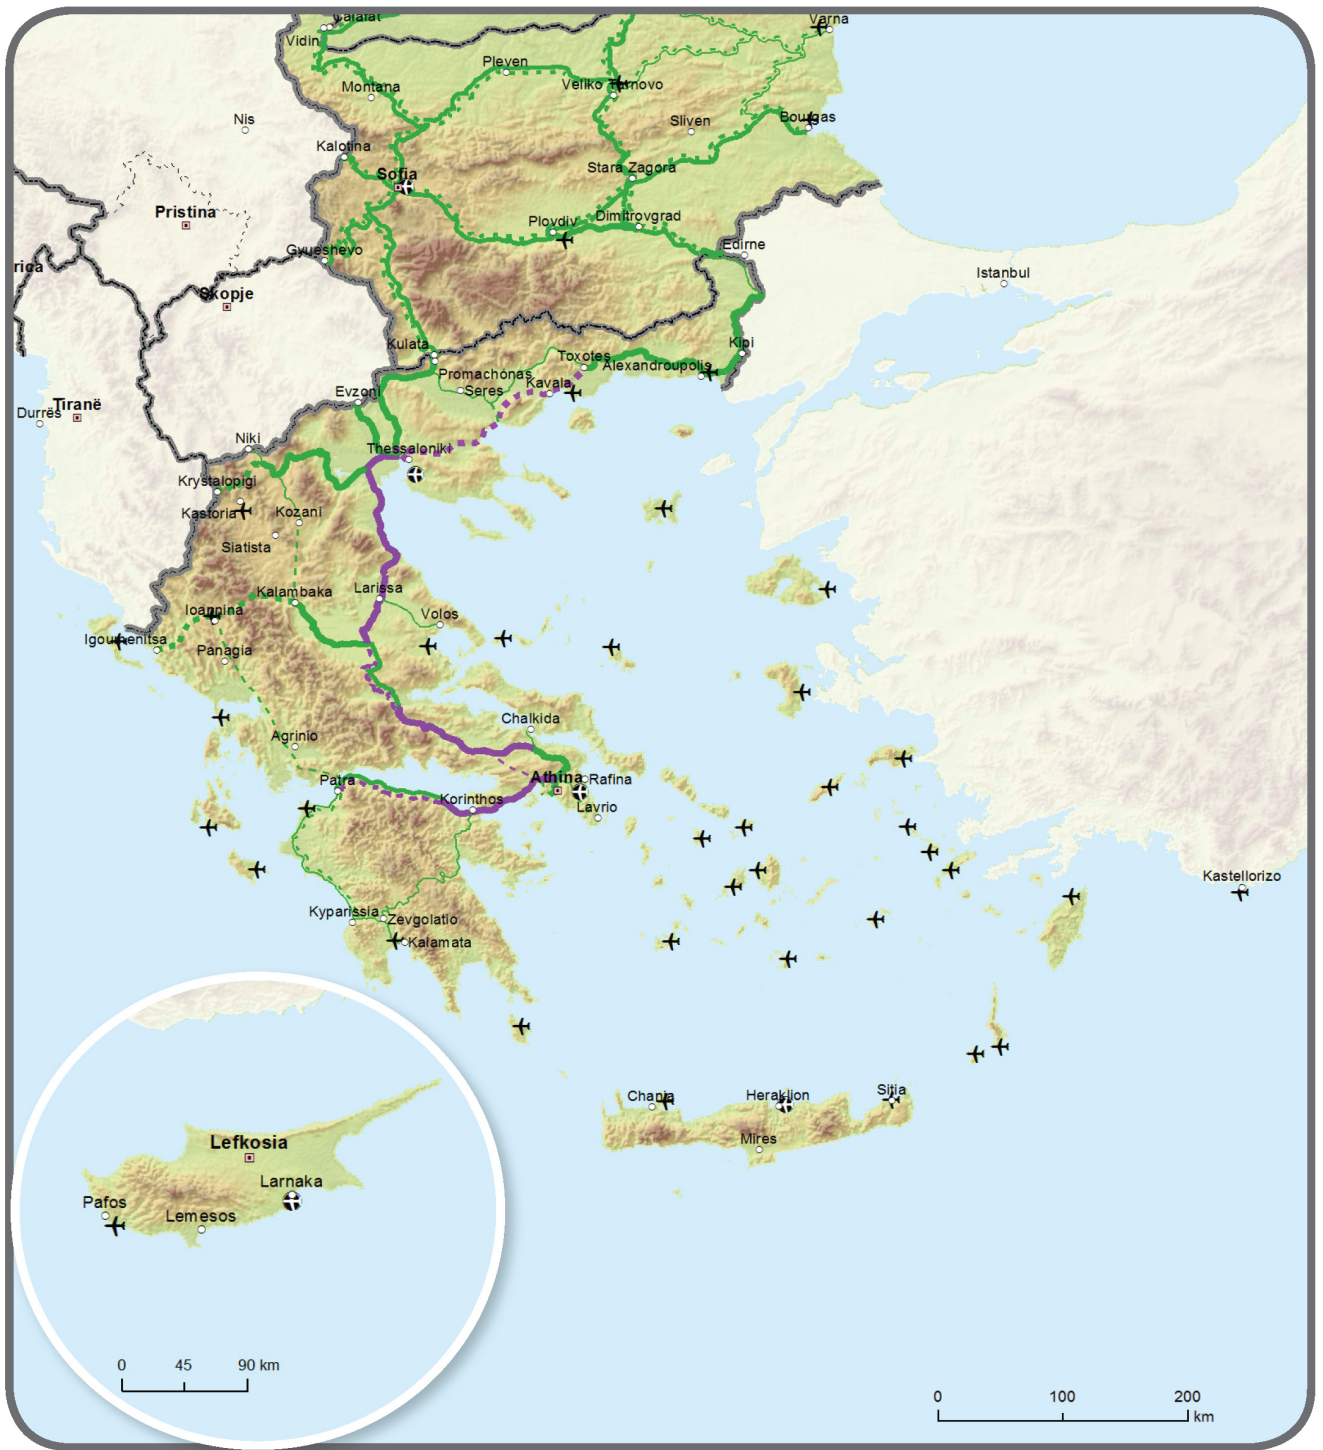 Calafat
Varna
Vidin
Pleven
Montana
Veliko Tarnovo
Nis
Sliven
Bourgas
Kalotina
Sofia
Stara Zagora
Pristina
Plovdiv
Dimitrovgrad
Gyueshevo
Edirne
rica
Istanbul
Skopje
Kulata
Kipi
Toxotes
Promachonas
Alexandroupolis
Evzoni
Seres
Kavala
Tiranë
Durrës
Niki
Thessaloniki
Krystalopigi
Kastoria
Kozani
Siatista
Kalambaka
Larissa
Ioannina
Volos
Igoumenitsa
Panagia
Chalkida
Agrinio
Patra
Athina
Rafina
Korinthos
Lavrio
Kastellorizo
Kyparissia
Zevgolatio
Kalamata
Chania
Heraklion
Sitia
Mires
Lefkosia
Larnaka
Pafos
Lemesos
0 45 90 km
0 100 200
km